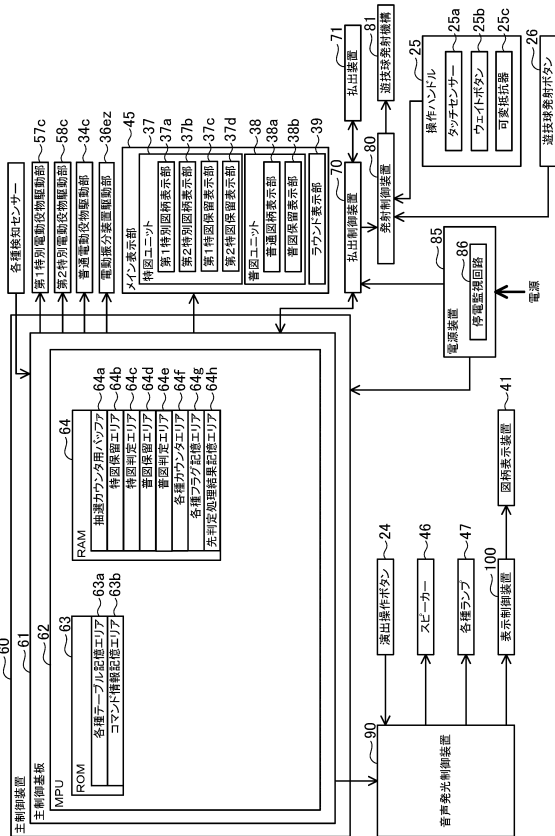 60
主制御装置
61
主制御基板
62
MPU
63
ROM
各種テーブル記憶エリア
63a
コマンド情報記憶エリア
63b
64
RAM
抽選カウンタ用バッファ
64a
特図保留エリア
64b
特図判定エリア
64c
普図保留エリア
64d
普図判定エリア
64e
各種カウンタエリア
64f
各種フラグ記憶エリア
64g
先判定処理結果記憶エリア
64h
各種検知センサー
第1特別電動役物駆動部
57c
第2特別電動役物駆動部
58c
普通電動役物駆動部
34c
電動振分装置駆動部
36ez
メイン表示部
45
特図ユニット
37
第1特別図柄表示部
37a
第2特別図柄表示部
37b
第1特図保留表示部
37c
第2特図保留表示部
37d
普図ユニット
38
普通図柄表示部
38a
普図保留表示部
38b
ラウンド表示部
39
払出制御装置
70
払出装置
71
発射制御装置
80
遊技球発射機構
81
操作ハンドル
25
タッチセンサー
25a
ウェイトボタン
25b
可変抵抗器
25c
遊技球発射ボタン
26
電源装置
85
停電監視回路
86
電源
音声発光制御装置
90
演出操作ボタン
24
スピーカー
46
各種ランプ
47
表示制御装置
100
図柄表示装置
41